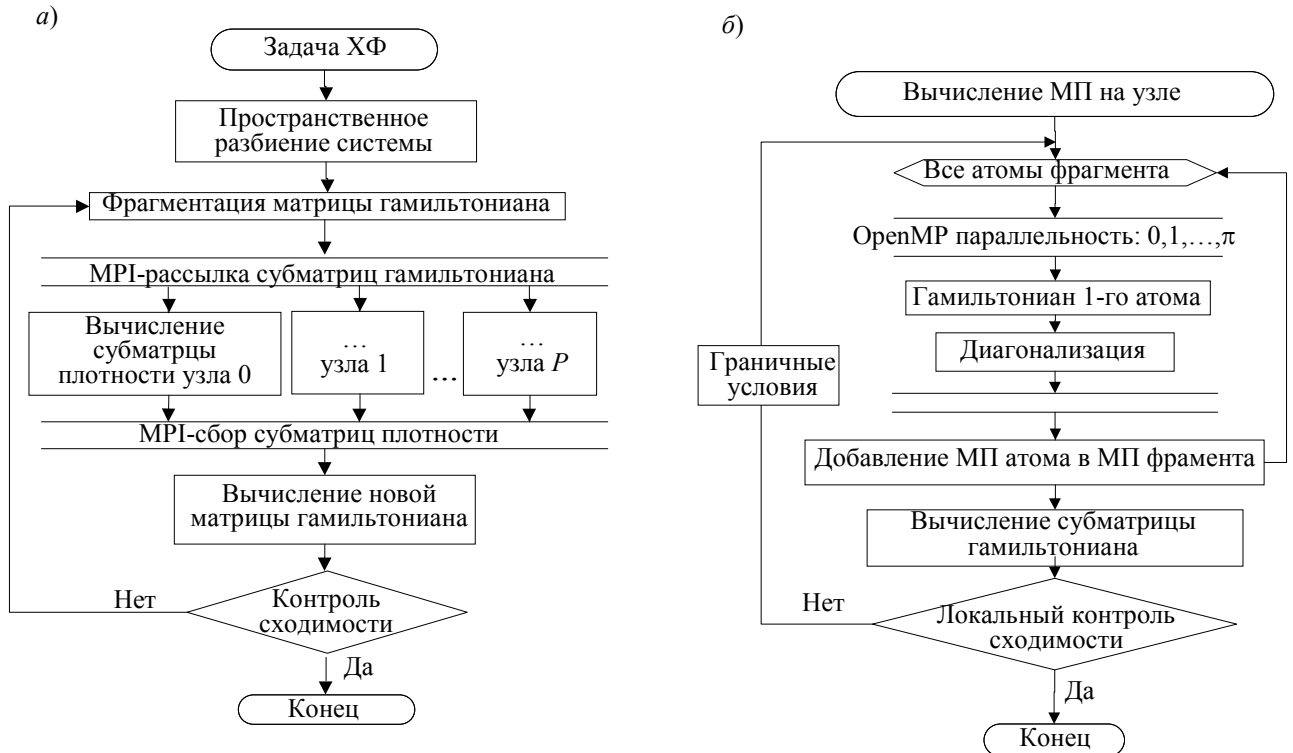 а)
Задача ХФ
Пространственное
разбиение системы
Фрагментация матрицы гамильтониана
MPI-рассылка субматриц гамильтониана
Вычисление
субматрцы
плотности узла 0
…
узла 1
…
…
узла P
MPI-сбор субматриц плотности
Вычисление новой
матрицы гамильтониана
Нет
Контроль
сходимости
Да
Конец
б)
Вычисление МП на узле
Все атомы фрагмента
OpenMP параллельность: 0,1,…,π
Гамильтониан 1-го атома
Диагонализация
Граничные
условия
Добавление МП атома в МП фрамента
Вычисление субматрицы
гамильтониана
Нет
Локальный контроль
сходимости
Да
Конец